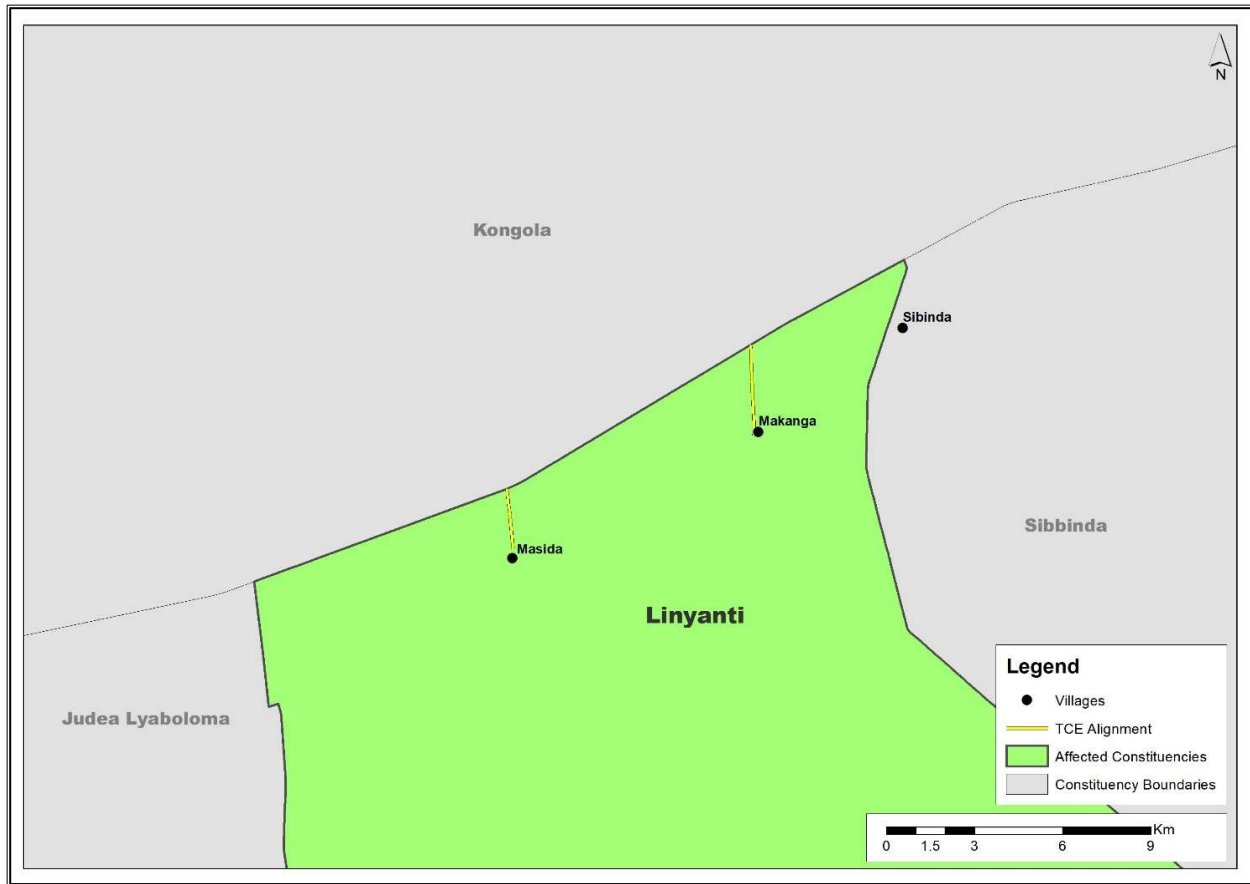 N
Kongola
Sibinda
Makanga
Sibbinda
Masida
Linyanti
Judea Lyaboloma
Legend
Villages
TCE Alignment
Affected Constituencies
Constituency Boundaries
Km
0 1.5 3 6 9